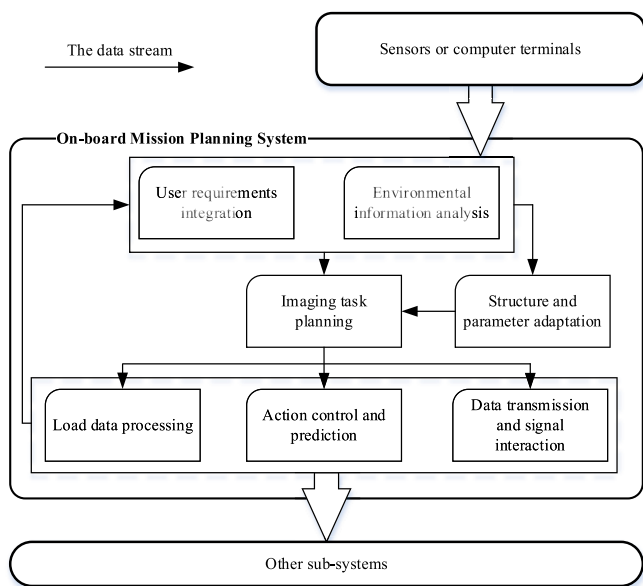 The data stream
Sensors or computer terminals
On-board Mission Planning System
User requirements
integration
Environmental
information analysis
Imaging task
planning
Structure and
parameter adaptation
Load data processing
Action control and
prediction
Data transmission
and signal
interaction
Other sub-systems